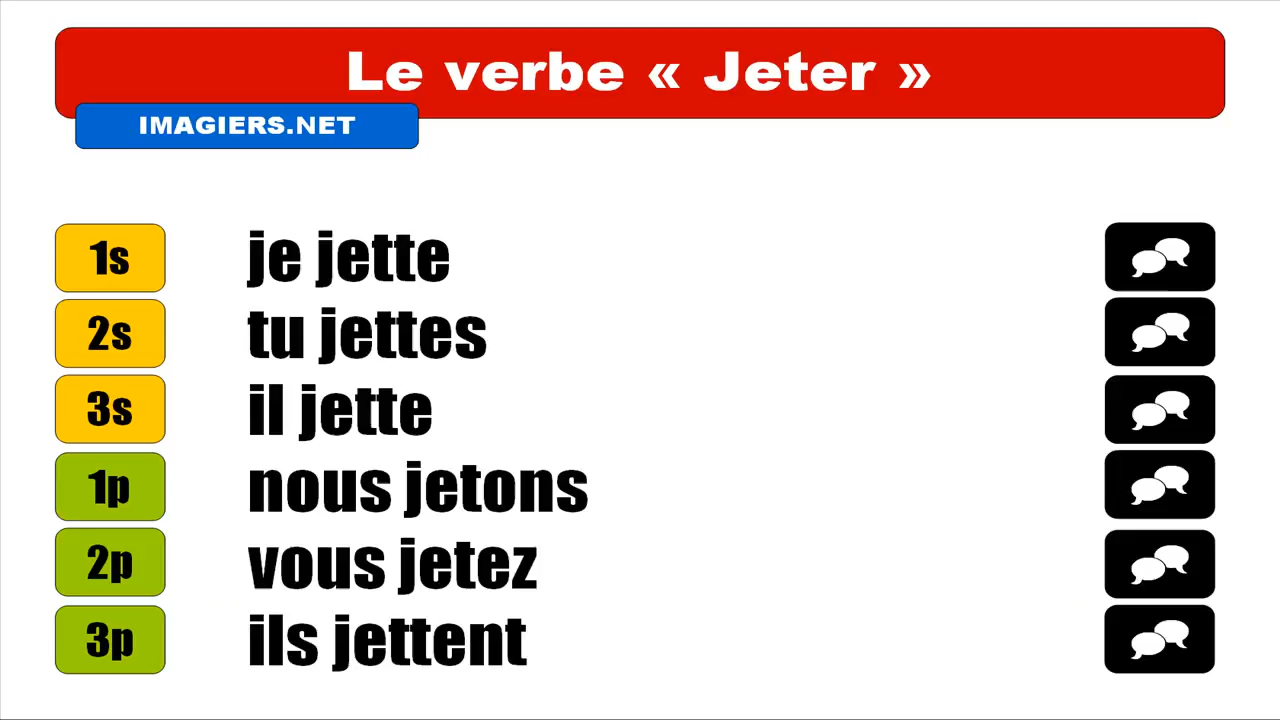 Le verbe « Jeter »
IMAGIERS.NET
1s je jette
2s tu jettes
3s il jette
1p nous jetons
2p vous jetez
3p ils jettent